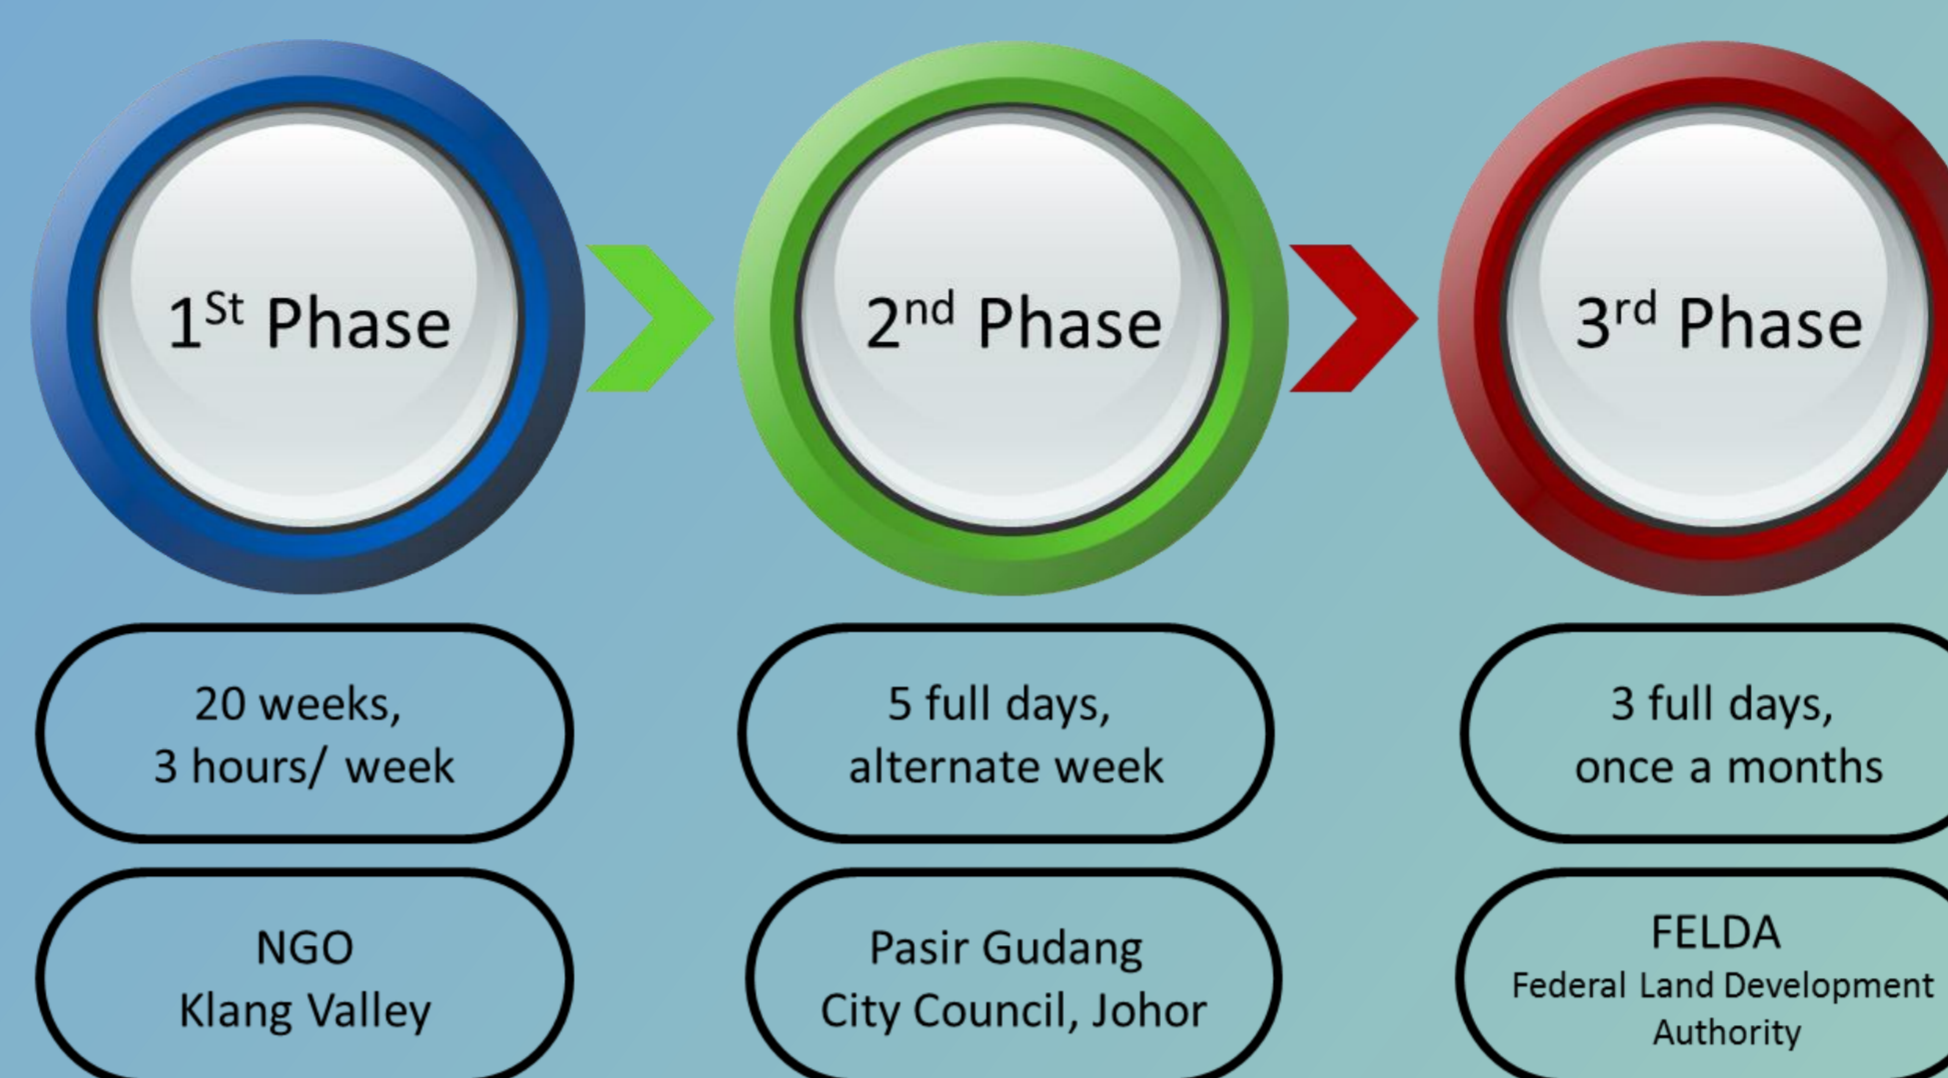 1St Phase
2nd Phase
3rd Phase
20 weeks,
3 hours/ week
5 full days,
alternate week
3 full days,
once a months
NGO
Klang Valley
Pasir Gudang
City Council, Johor
FELDA
Federal Land Development
Authority